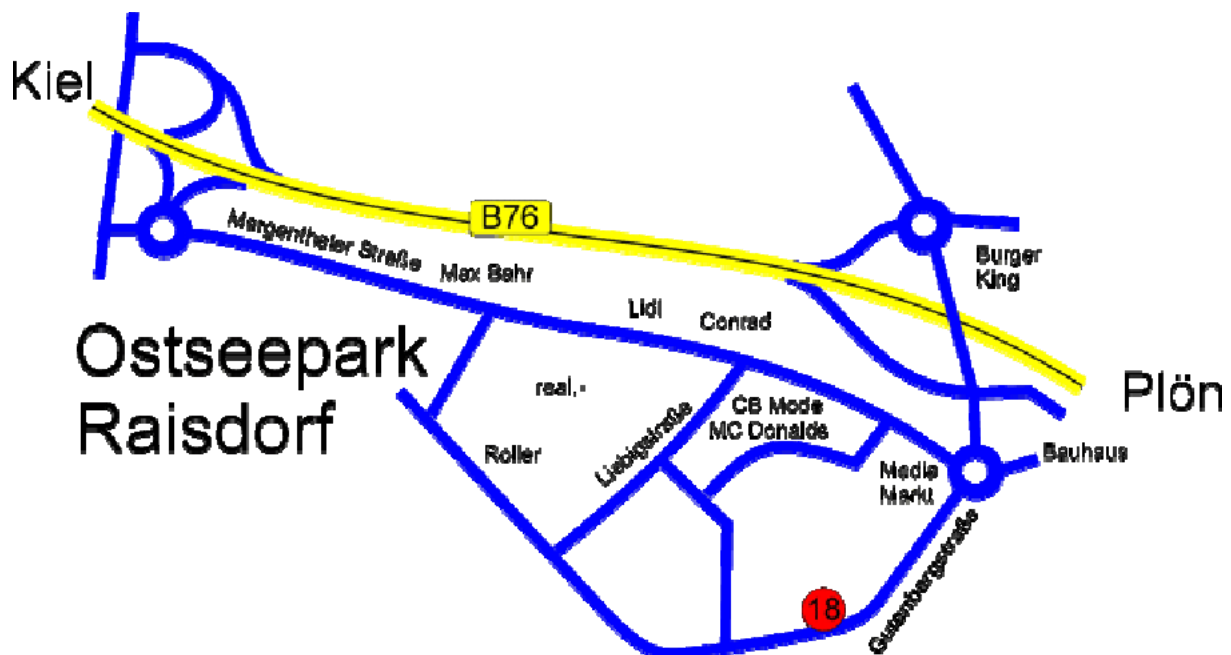 Kiel
B76
Mergenthaler Straße
Max Bahr
Burger
King
Lidl
Conrad
Ostseepark
Raisdorf
real,-
Plön
CB Mode
MC Donalds
Liebigstraße
Roller
Bauhaus
Media
Markt
Gutenbergstraße
18